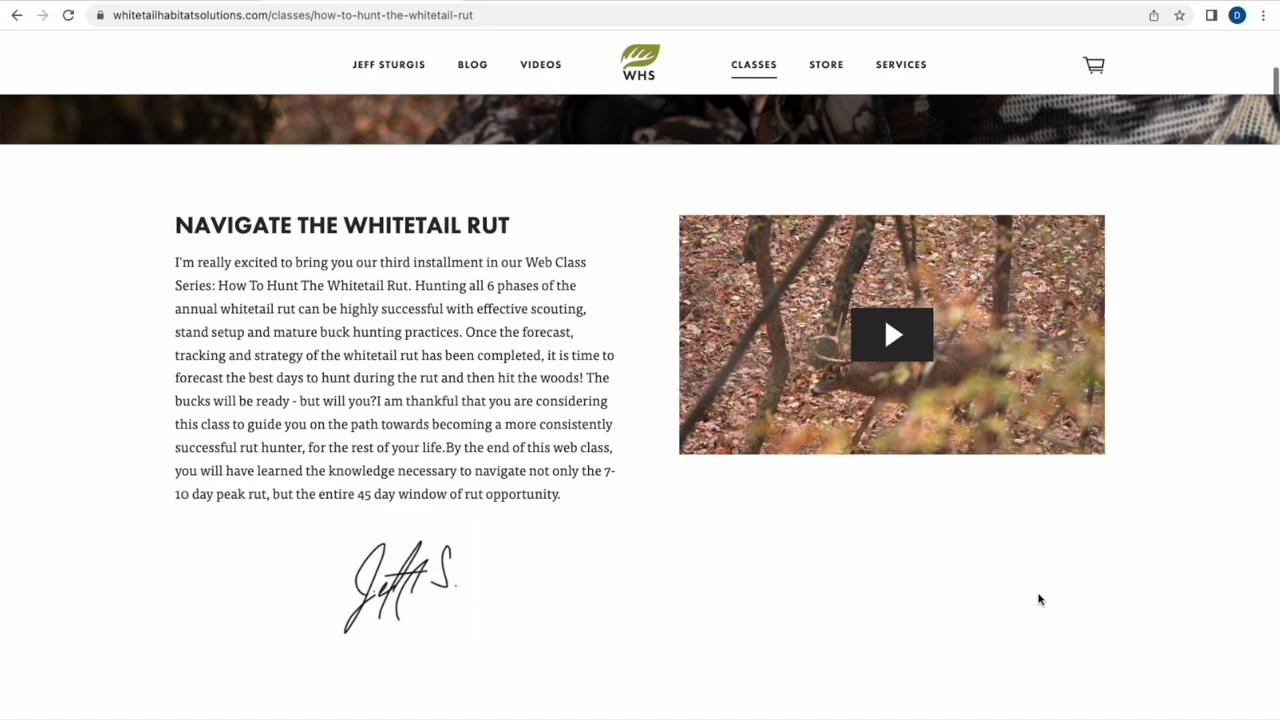 whitetailhabitatsolutions.com/classes/how-to-hunt-the-whitetail-rut
D
JEFF STURGIS BLOG VIDEOS WHS CLASSES STORE SERVICES
NAVIGATE THE WHITETAIL RUT
I'm really excited to bring you our third installment in our Web Class
Series: How To Hunt The Whitetail Rut. Hunting all 6 phases of the
annual whitetail rut can be highly successful with effective scouting,
stand setup and mature buck hunting practices. Once the forecast,
tracking and strategy of the whitetail rut has been completed, it is time to
forecast the best days to hunt during the rut and then hit the woods! The
bucks will be ready - but will you?I am thankful that you are considering
this class to guide you on the path towards becoming a more consistently
successful rut hunter, for the rest of your life.By the end of this web class,
you will have learned the knowledge necessary to navigate not only the 7-
10 day peak rut, but the entire 45 day window of rut opportunity.
Jeff S.